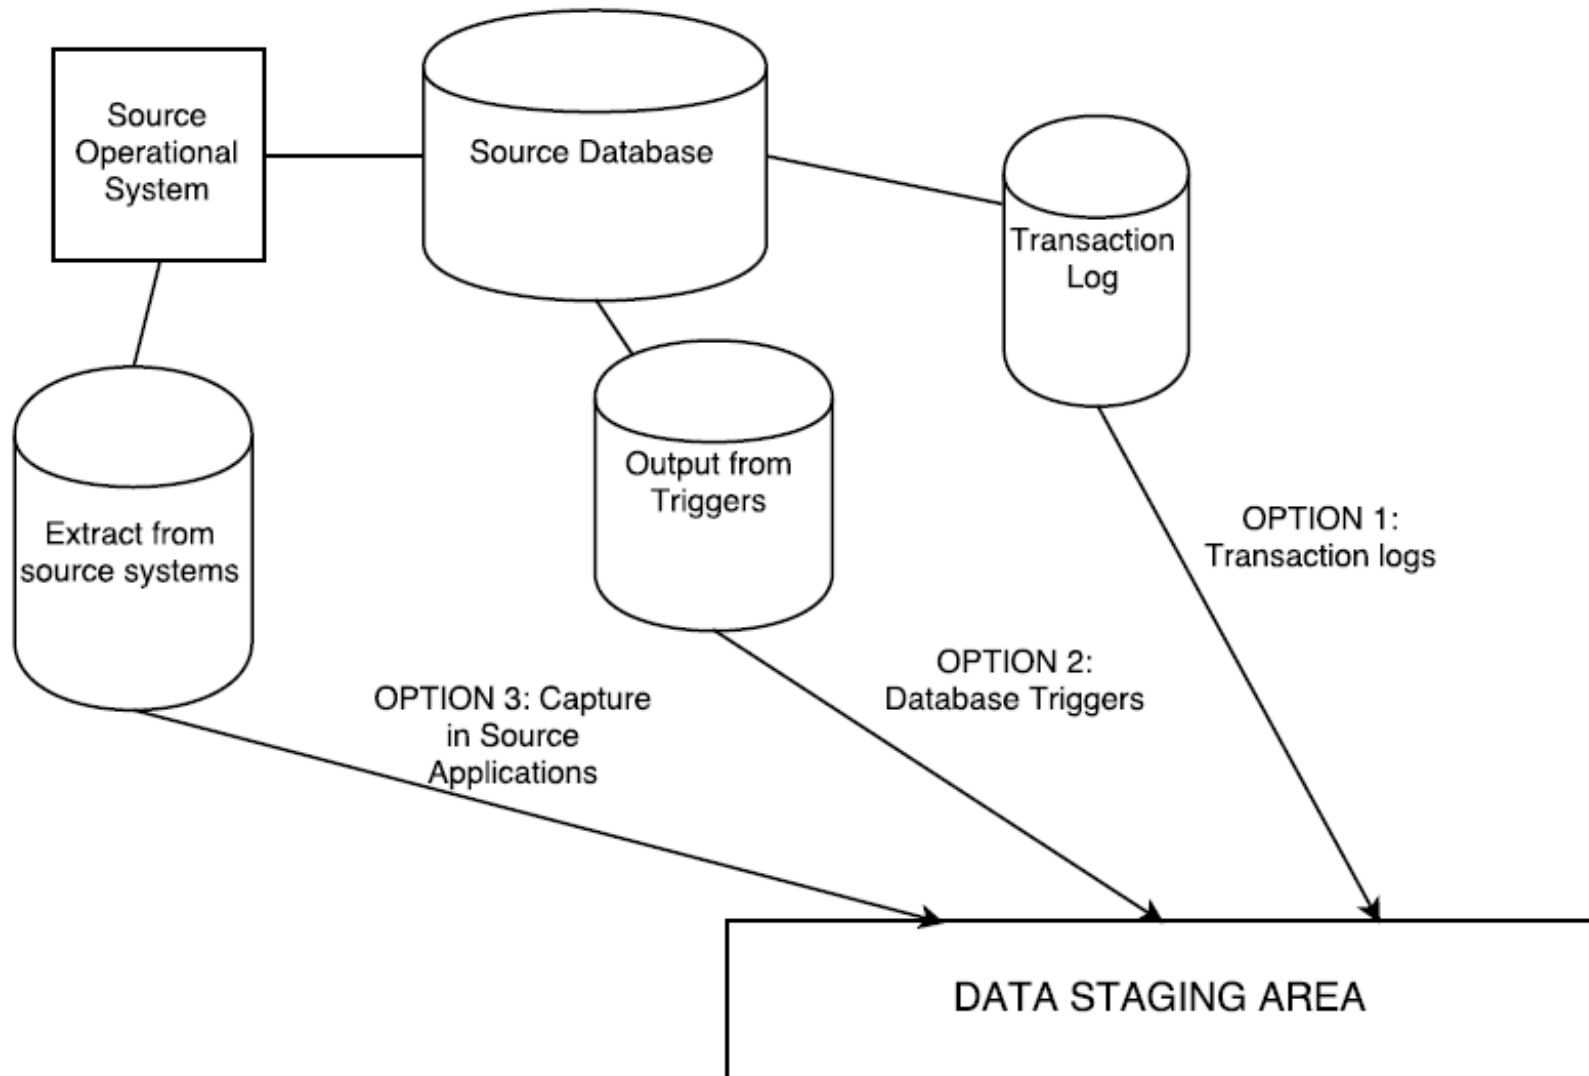 Source
Operational
System
Source Database
Transaction
Log
Output from
Triggers
Extract from
source systems
OPTION 1:
Transaction logs
OPTION 2:
Database Triggers
OPTION 3: Capture
in Source
Applications
DATA STAGING AREA